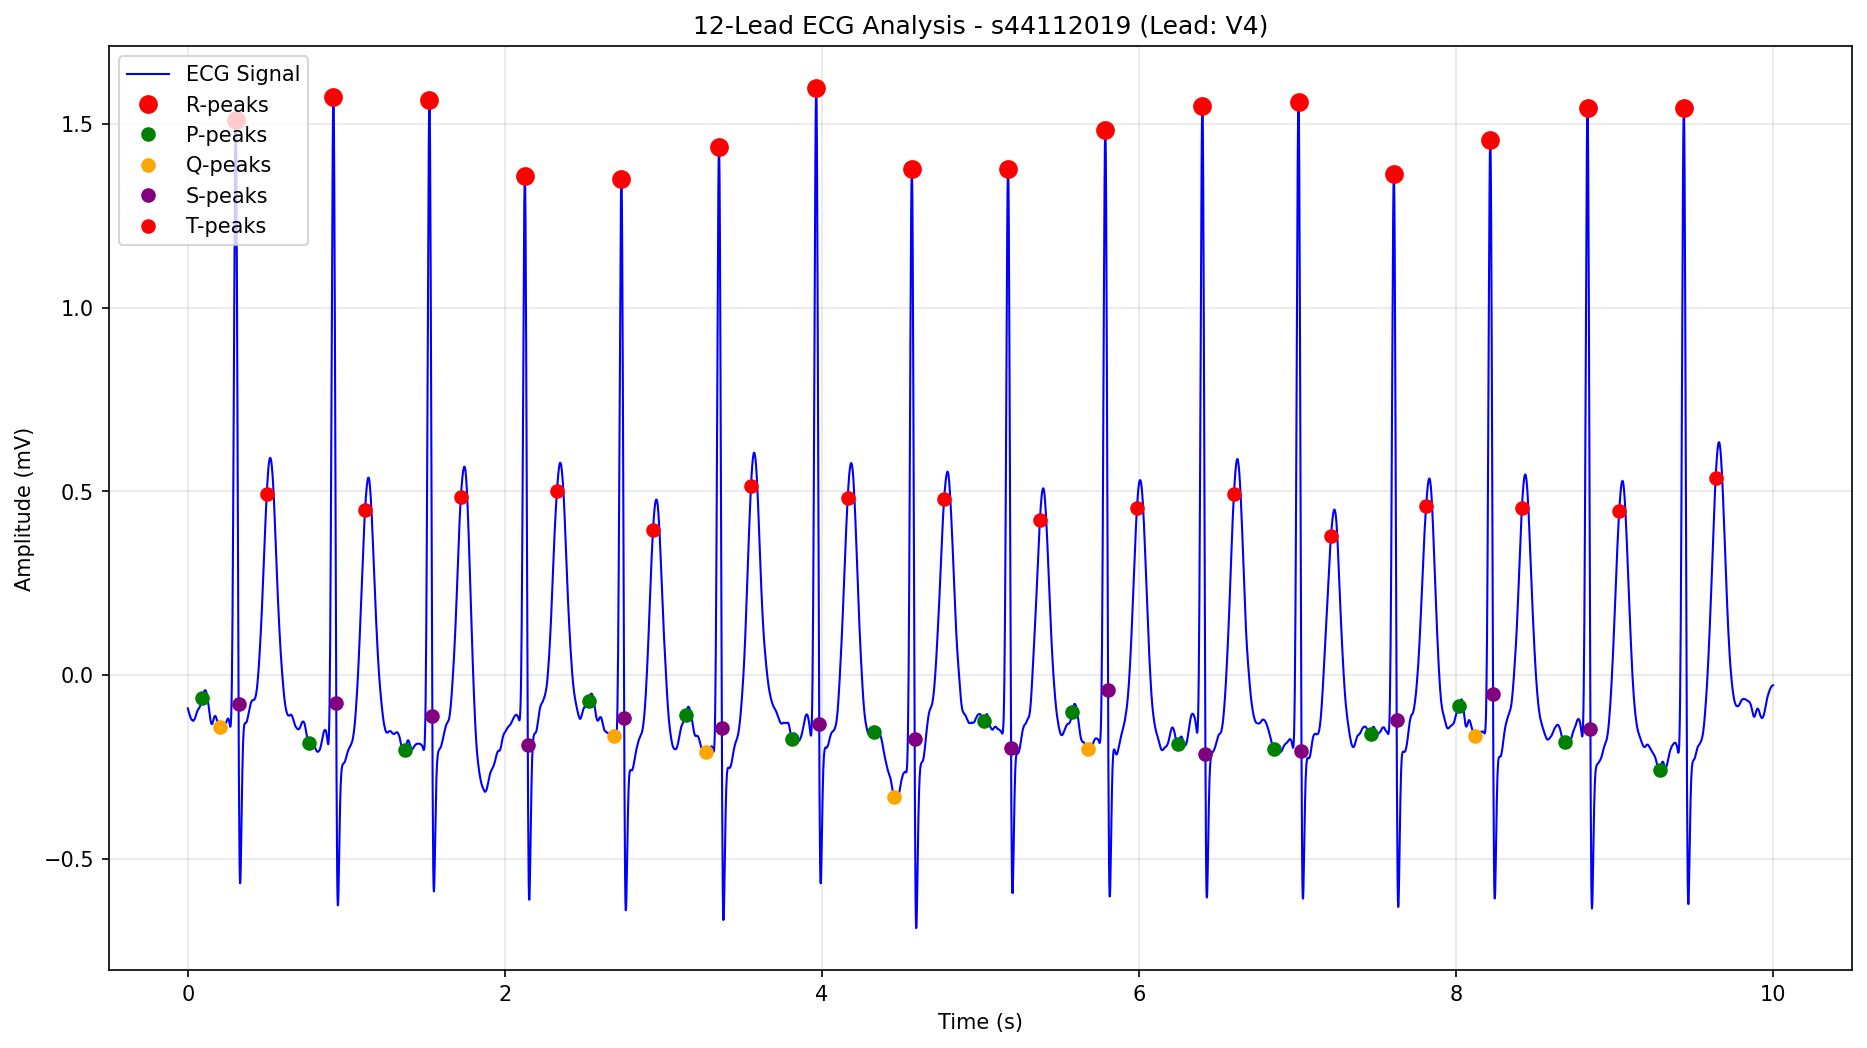 12-Lead ECG Analysis - s44112019 (Lead: V4)
ECG Signal
R-peaks
P-peaks
Q-peaks
S-peaks
T-peaks
1.5
1.0
0.5
0.0
−0.5
Amplitude (mV)
0
2
4
6
8
10
Time (s)